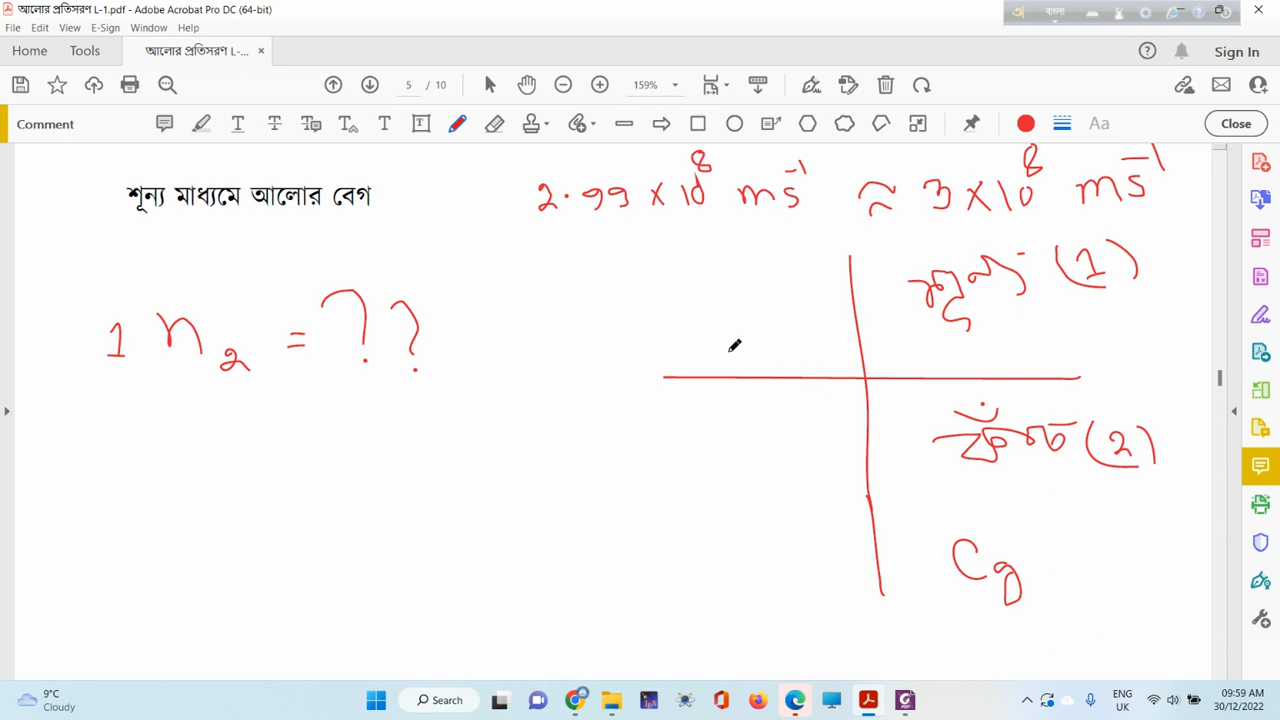 আলোর প্রতিসরণ L-1.pdf - Adobe Acrobat Pro DC (64-bit)
বাংলা
File Edit View E-Sign Window Help
Home Tools আলোর প্রতিসরণ L-... × Sign In
5 / 10 159%
Comment Aa Close
শূন্য মাধ্যমে আলোর বেগ 2.99 × 10⁸ ms⁻¹ ≈ 3 × 10⁸ ms⁻¹
শূন্য (1)
1 n₂ = ??
কাঁচ (2)
Cg
9°C
Cloudy
Search
ENG
UK
09:59 AM
30/12/2022